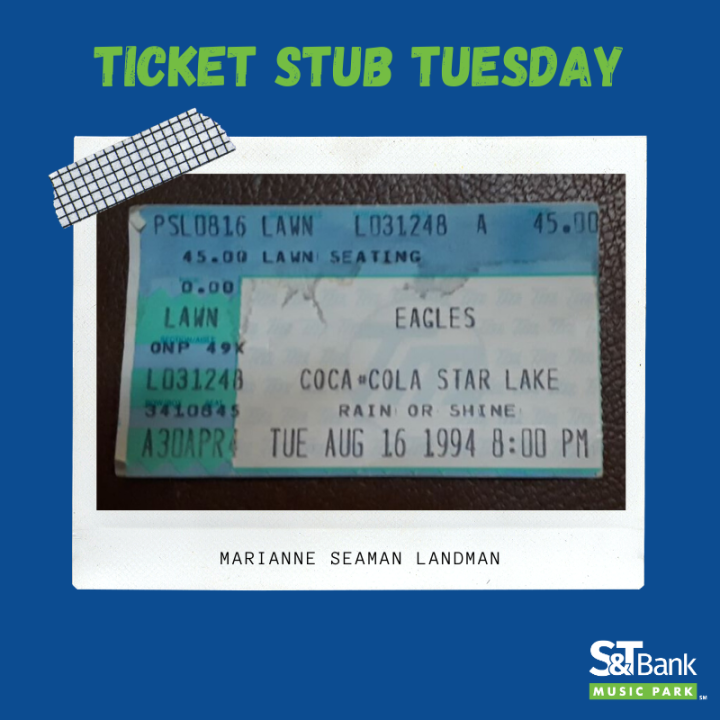 TICKET STUB TUESDAY
PSL0816 LAWN L031248 A 45.00
45.00 LAWN SEATING
0.00
LAWN EAGLES
ONP 49X
L031248 COCA*COLA STAR LAKE
3410845 RAIN OR SHINE
A30APR4 TUE AUG 16 1994 8:00 PM
MARIANNE SEAMAN LANDMAN
S&T Bank
MUSIC PARK SM